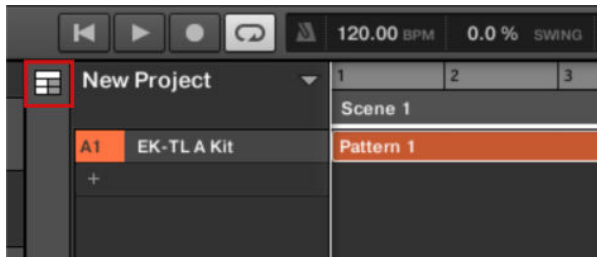 120.00 BPM 0.0 % SWING
New Project 1 2 3
Scene 1
A1 EK-TL A Kit Pattern 1
+